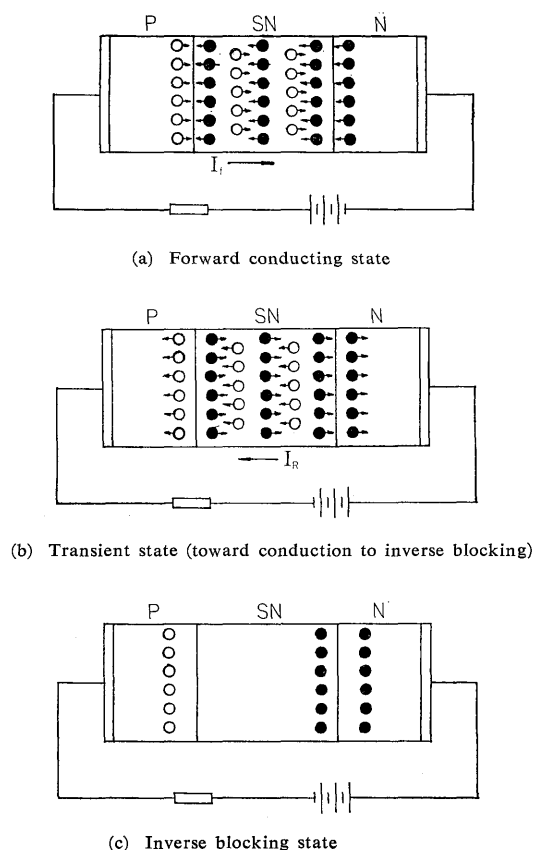 P SN N
I_f
(a) Forward conducting state
P SN N
I_R
(b) Transient state (toward conduction to inverse blocking)
P SN N
(c) Inverse blocking state